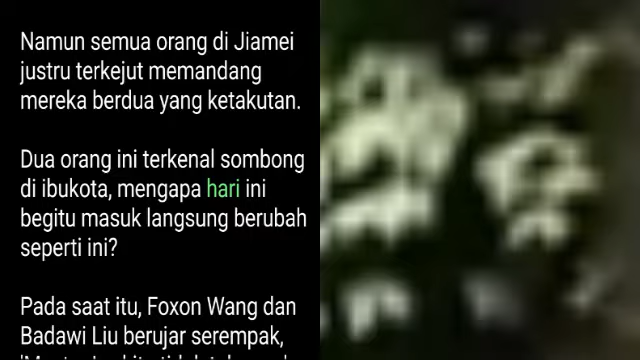 Namun semua orang di Jiamei
justru terkejut memandang
mereka berdua yang ketakutan.
Dua orang ini terkenal sombong
di ibukota, mengapa hari ini
begitu masuk langsung berubah
seperti ini?
Pada saat itu, Foxon Wang dan
Badawi Liu berujar serempak,